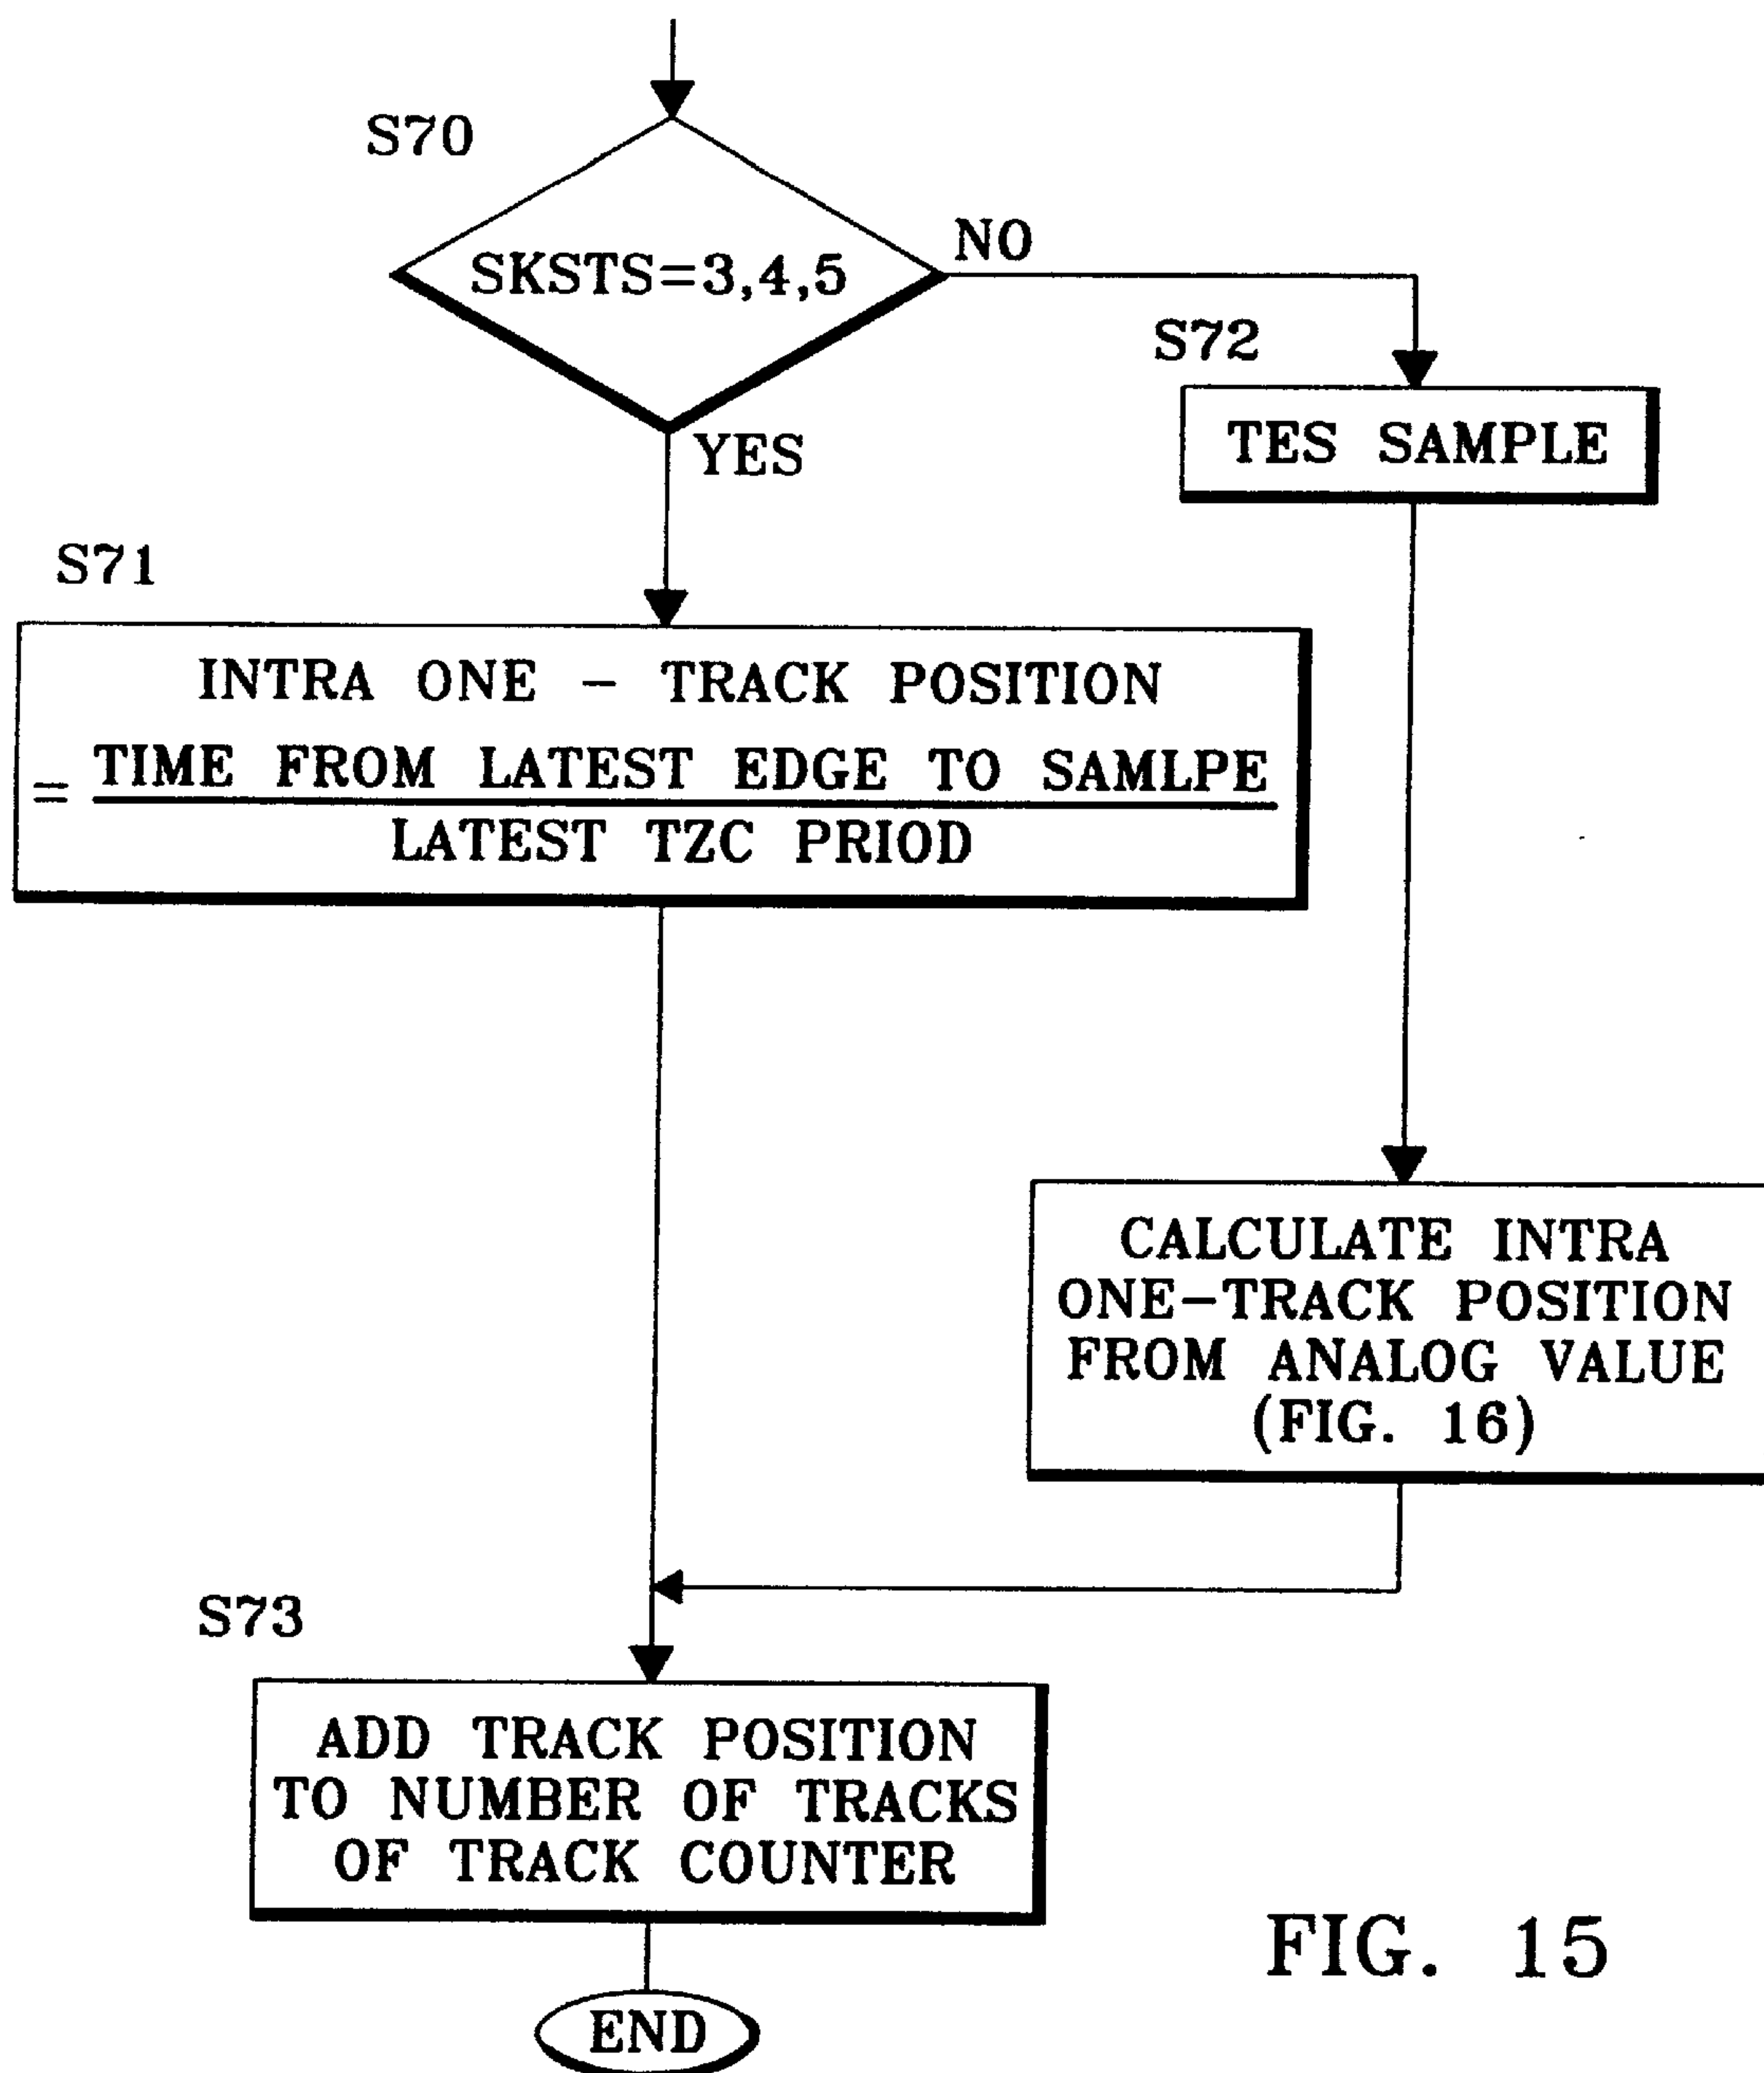 S70
SKSTS=3,4,5
NO
YES
S72
TES SAMPLE
S71
INTRA ONE - TRACK POSITION
= TIME FROM LATEST EDGE TO SAMLPE
LATEST TZC PRIOD
CALCULATE INTRA
ONE-TRACK POSITION
FROM ANALOG VALUE
(FIG. 16)
S73
ADD TRACK POSITION
TO NUMBER OF TRACKS
OF TRACK COUNTER
END
FIG. 15